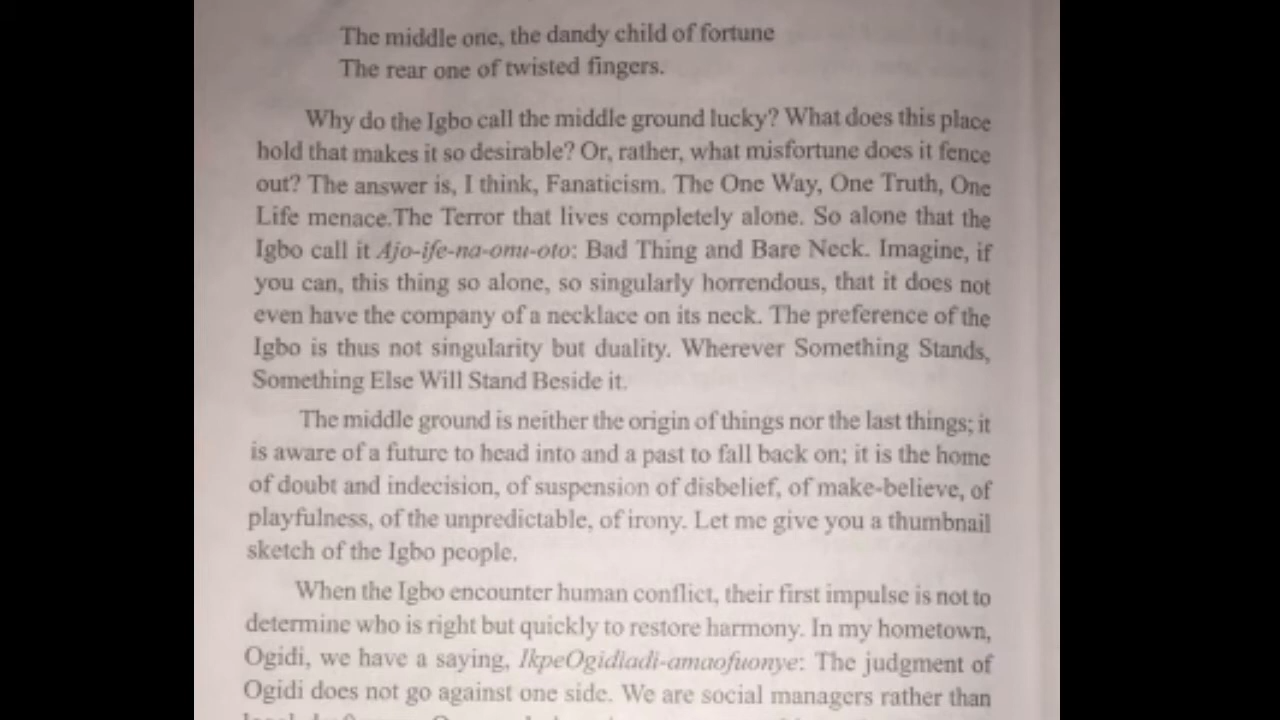 The middle one, the dandy child of fortune
The rear one of twisted fingers.
Why do the Igbo call the middle ground lucky? What does this place
hold that makes it so desirable? Or, rather, what misfortune does it fence
out? The answer is, I think, Fanaticism. The One Way, One Truth, One
Life menace.The Terror that lives completely alone. So alone that the
Igbo call it Ajo-ife-na-omu-oto: Bad Thing and Bare Neck. Imagine, if
you can, this thing so alone, so singularly horrendous, that it does not
even have the company of a necklace on its neck. The preference of the
Igbo is thus not singularity but duality. Wherever Something Stands,
Something Else Will Stand Beside it.
The middle ground is neither the origin of things nor the last things; it
is aware of a future to head into and a past to fall back on; it is the home
of doubt and indecision, of suspension of disbelief, of make-believe, of
playfulness, of the unpredictable, of irony. Let me give you a thumbnail
sketch of the Igbo people.
When the Igbo encounter human conflict, their first impulse is not to
determine who is right but quickly to restore harmony. In my hometown,
Ogidi, we have a saying, IkpeOgidiadi-amaofuonye: The judgment of
Ogidi does not go against one side. We are social managers rather than